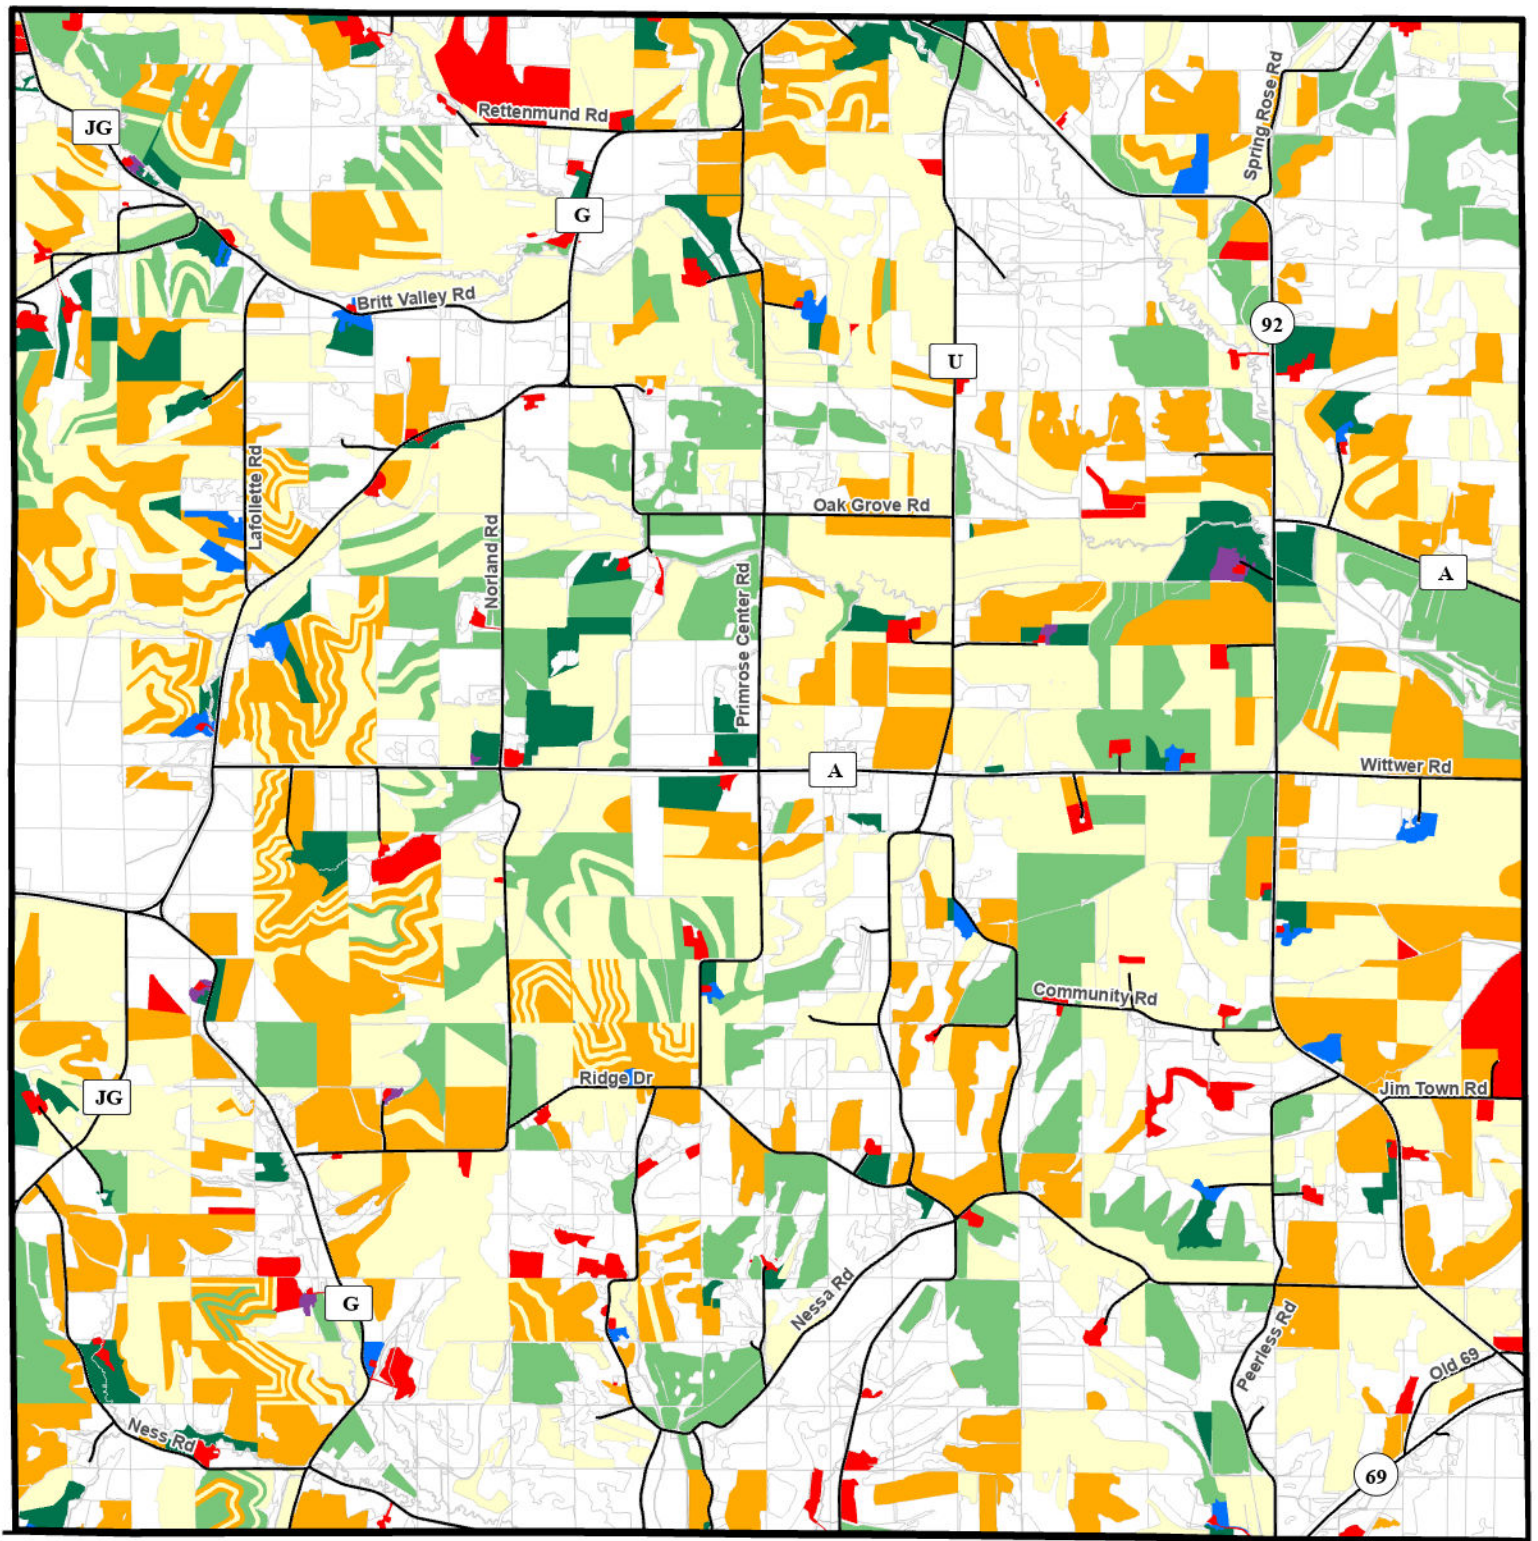 Spring Rose Rd
Rettenmund Rd
JG
G
Britt Valley Rd
92
U
Lafollette Rd
Oak Grove Rd
Norland Rd
Primrose Center Rd
A
A
Wittwer Rd
Community Rd
Ridge Dr
JG
Jim Town Rd
G
Nessa Rd
Peerless Rd
Old 69
Ness Rd
69